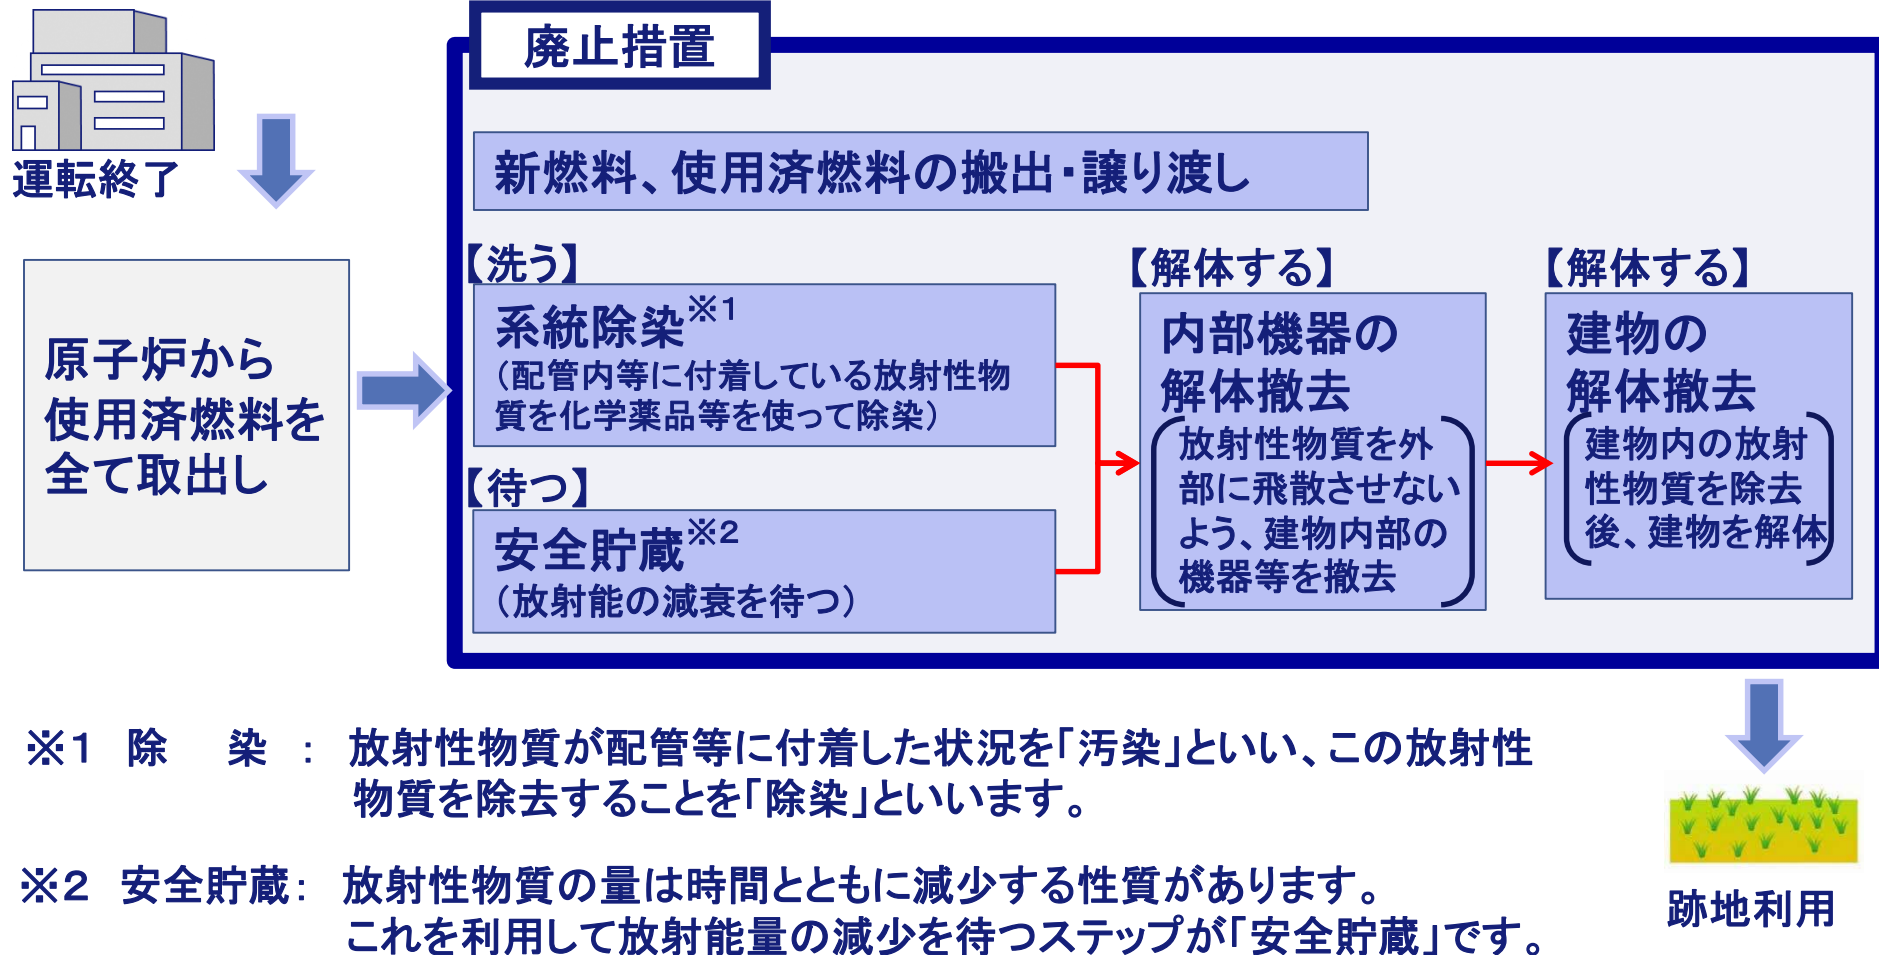 廃止措置
運転終了
新燃料、使用済燃料の搬出・譲り渡し
原子炉から
使用済燃料を
全て取出し
【洗う】
系統除染※1
（配管内等に付着している放射性物
質を化学薬品等を使って除染）
【待つ】
安全貯蔵※2
（放射能の減衰を待つ）
【解体する】
内部機器の
解体撤去
放射性物質を外
部に飛散させない
よう、建物内部の
機器等を撤去
【解体する】
建物の
解体撤去
建物内の放射
性物質を除去
後、建物を解体
※1 除 染 ： 放射性物質が配管等に付着した状況を「汚染」といい、この放射性
物質を除去することを「除染」といいます。
※2 安全貯蔵： 放射性物質の量は時間とともに減少する性質があります。
これを利用して放射能量の減少を待つステップが「安全貯蔵」です。
跡地利用